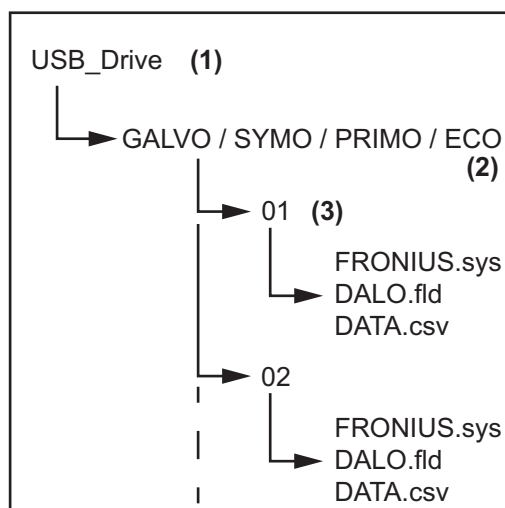 USB_Drive (1)
GALVO / SYMO / PRIMO / ECO
(2)
01 (3)
FRONIUS.sys
DALO.fld
DATA.csv
02
FRONIUS.sys
DALO.fld
DATA.csv